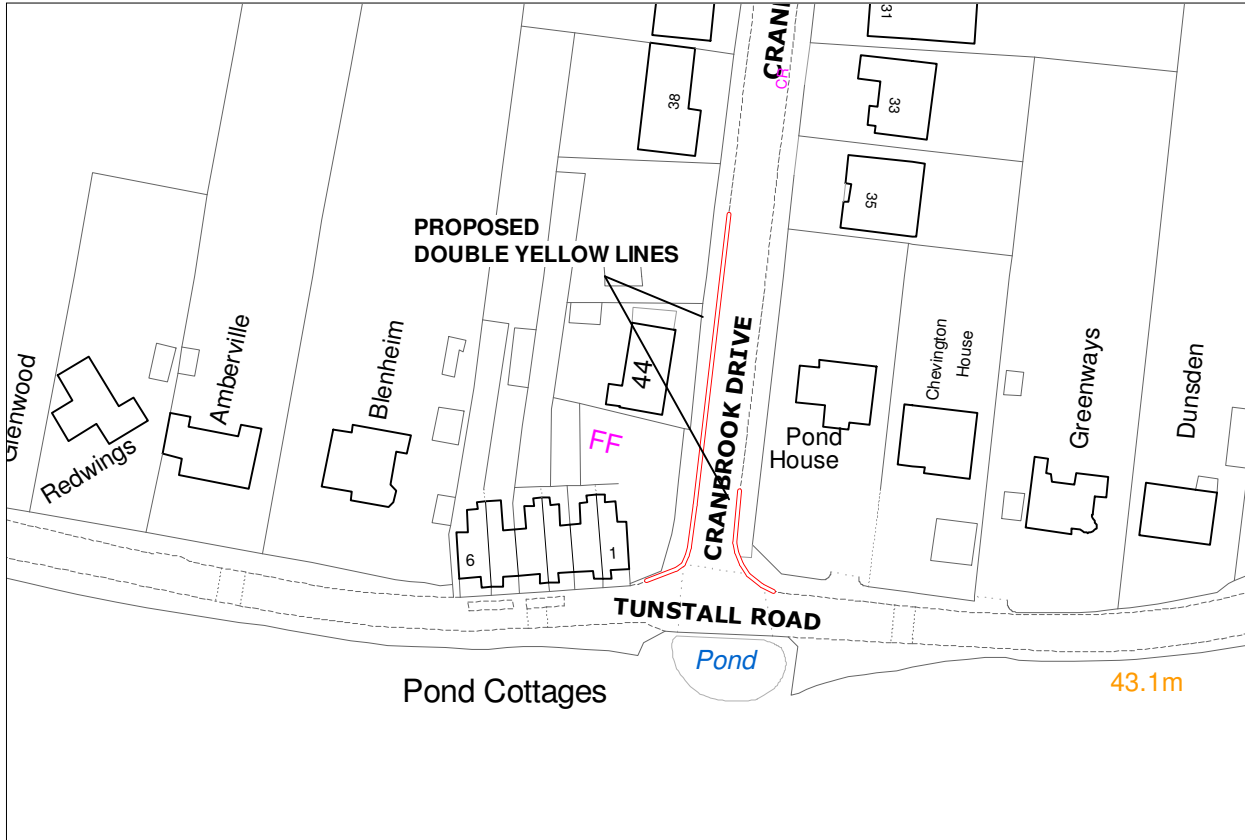 31
CRAN
CR
38
33
35
PROPOSED
DOUBLE YELLOW LINES
Glenwood
Redwings
Amberville
Blenheim
44
FF
CRANBROOK DRIVE
Pond
House
Chevington
House
Greenways
Dunsden
6
1
TUNSTALL ROAD
Pond
Pond Cottages
43.1m